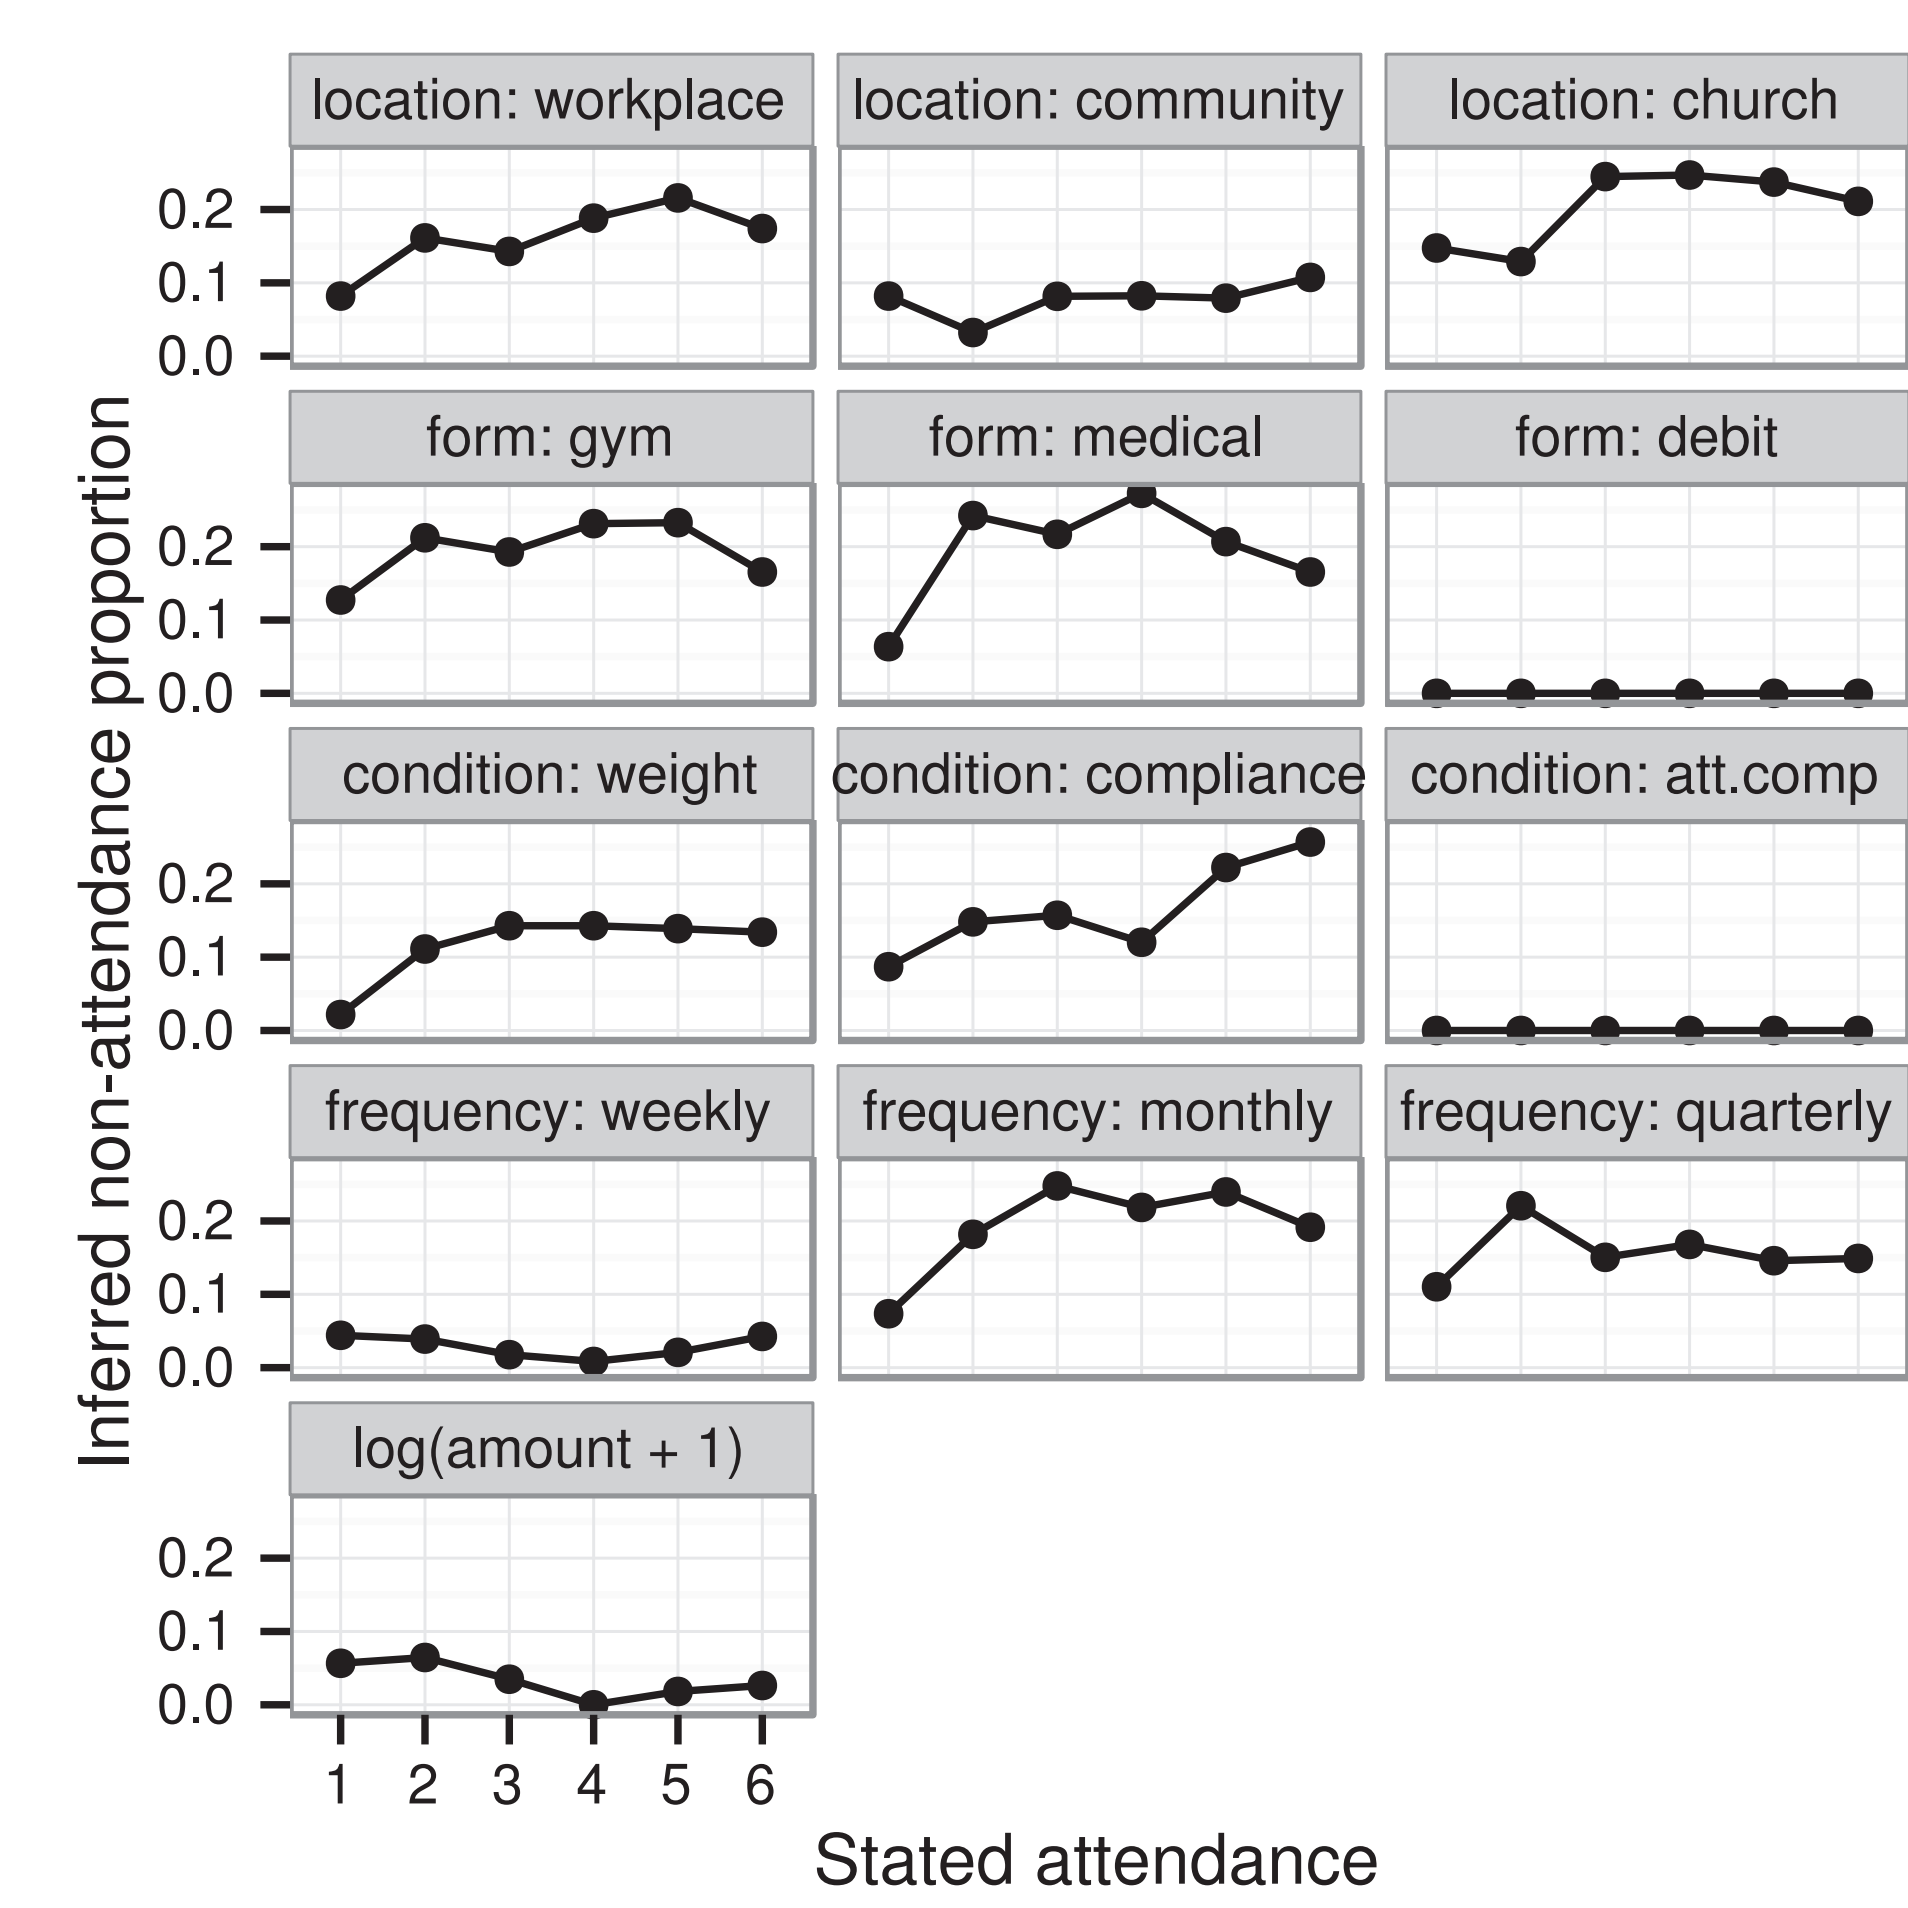 location: workplace
location: community
location: church
0.2
0.1
0.0
form: gym
form: medical
form: debit
0.2
0.1
0.0
condition: weight
condition: compliance
condition: att.comp
0.2
0.1
0.0
frequency: weekly
frequency: monthly
frequency: quarterly
0.2
0.1
0.0
log(amount + 1)
0.2
0.1
0.0
1 2 3 4 5 6
Stated attendance
Inferred non-attendance proportion